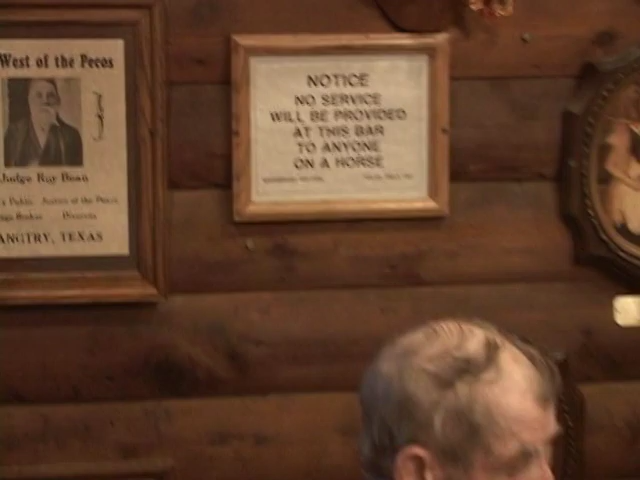 West of the Pecos
Judge Roy Bean
Justice of the Peace
LANGTRY, TEXAS
NOTICE
NO SERVICE
WILL BE PROVIDED
AT THIS BAR
TO ANYONE
ON A HORSE